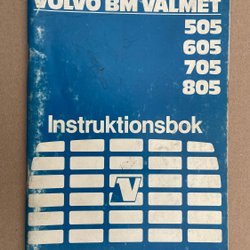 VOLVO BM VALMET
505
605
705
805
Instruktionsbok
V